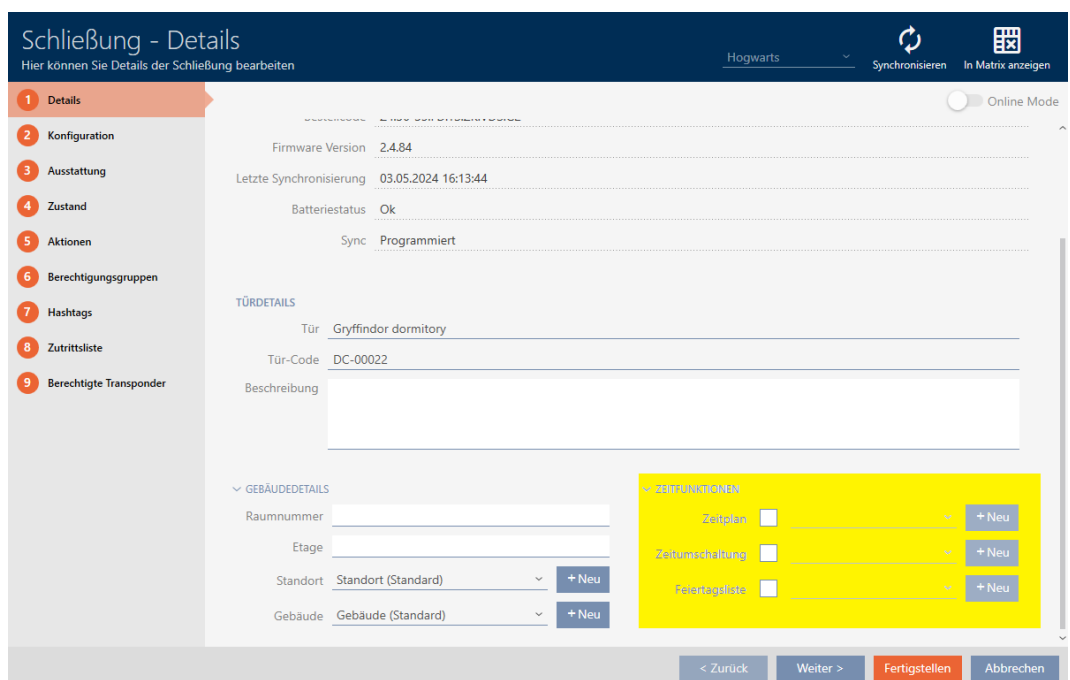 Schließung - Details
Hier können Sie Details der Schließung bearbeiten
Hogwarts
Synchronisieren
In Matrix anzeigen
1 Details
2 Konfiguration
3 Ausstattung
4 Zustand
5 Aktionen
6 Berechtigungsgruppen
7 Hashtags
8 Zutrittsliste
9 Berechtigte Transponder
Online Mode
Firmware Version 2.4.84
Letzte Synchronisierung 03.05.2024 16:13:44
Batteriestatus Ok
Sync Programmiert
TÜRDETAILS
Tür Gryffindor dormitory
Tür-Code DC-00022
Beschreibung
GEBÄUDEDETAILS
Raumnummer
Etage
Standort Standort (Standard) + Neu
Gebäude Gebäude (Standard) + Neu
ZEITFUNKTIONEN
Zeitplan + Neu
Zeitumschaltung + Neu
Feiertagsliste + Neu
< Zurück
Weiter >
Fertigstellen
Abbrechen